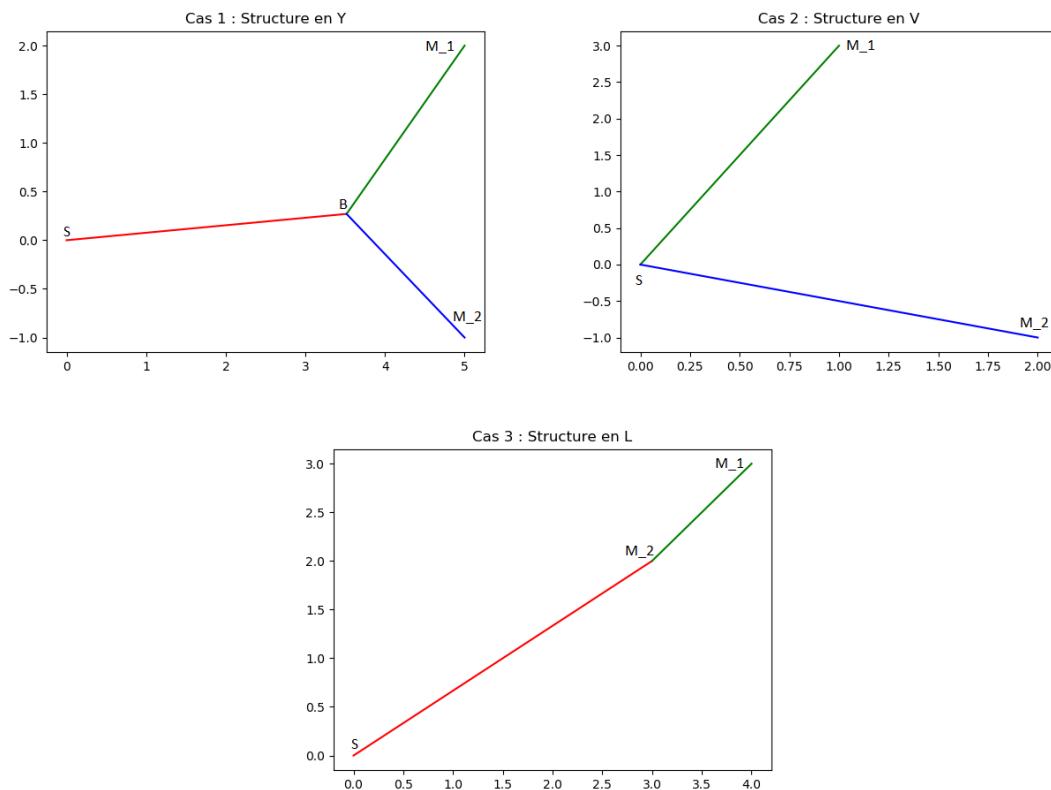 Cas 1 : Structure en Y
2.0
1.5
1.0
0.5
0.0
−0.5
−1.0
0 1 2 3 4 5
M_1
B
S
M_2
Cas 2 : Structure en V
3.0
2.5
2.0
1.5
1.0
0.5
0.0
−0.5
−1.0
0.00 0.25 0.50 0.75 1.00 1.25 1.50 1.75 2.00
M_1
S
M_2
Cas 3 : Structure en L
3.0
2.5
2.0
1.5
1.0
0.5
0.0
0.0 0.5 1.0 1.5 2.0 2.5 3.0 3.5 4.0
M_1
M_2
S